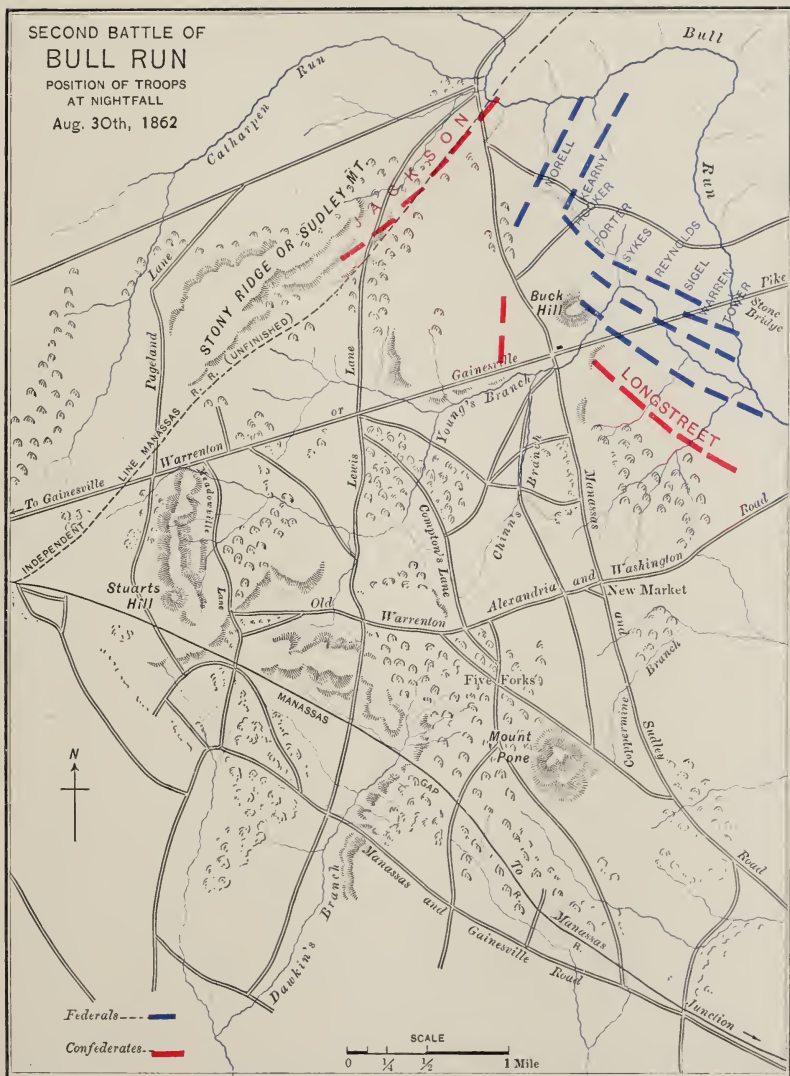 SECOND BATTLE OF
BULL RUN
POSITION OF TROOPS
AT NIGHTFALL
Aug. 30th, 1862
Catharpen Run
Bull Run
JACKSON
MORELL
KEARNY
HOOKER
PORTER
SYKES
REYNOLDS
SIGEL
WARREN
TOWER
Pike
Stone
Bridge
STONY RIDGE OR SUDLEY MT.
Lane
Pageland
Buck
Hill
INDEPENDENT LINE MANASSAS R. R. (UNFINISHED)
Warrenton or Gainesville
Lewis Lane
Young's Branch
LONGSTREET
← To Gainesville
Meadowville Lane
Compton's Lane
Chinns Branch
Manassas and Sudley Road
Stuarts
Hill
Old Warrenton Alexandria and Washington Road
New Market
Five Forks
Coppermine Branch
MANASSAS GAP R. R.
To Manassas Junction
Mount
Pone
N
Dawkin's Branch
Manassas and Gainesville Road
Federals
Confederates
SCALE
0 1/4 1/2 1 Mile